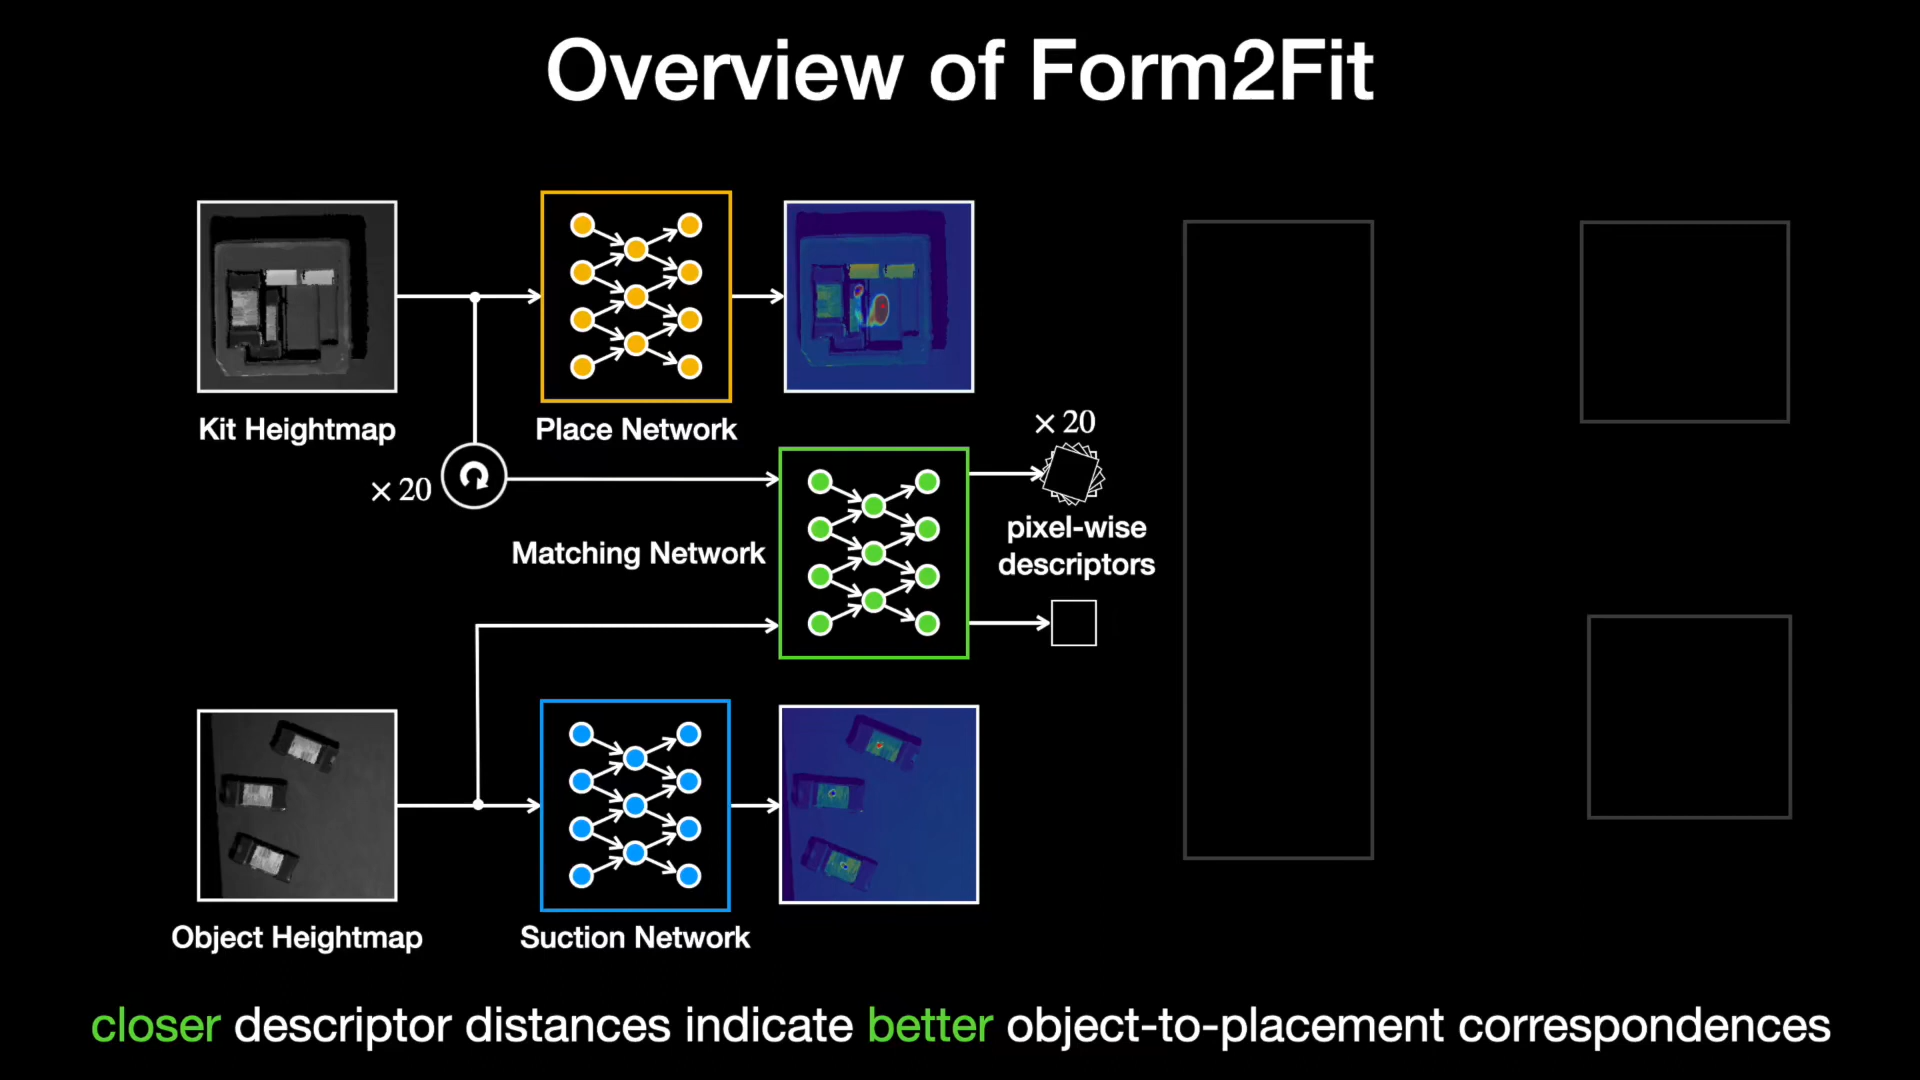 Overview of Form2Fit
Kit Heightmap
Place Network
× 20
× 20
pixel-wise
descriptors
Matching Network
Object Heightmap
Suction Network
closer descriptor distances indicate better object-to-placement correspondences